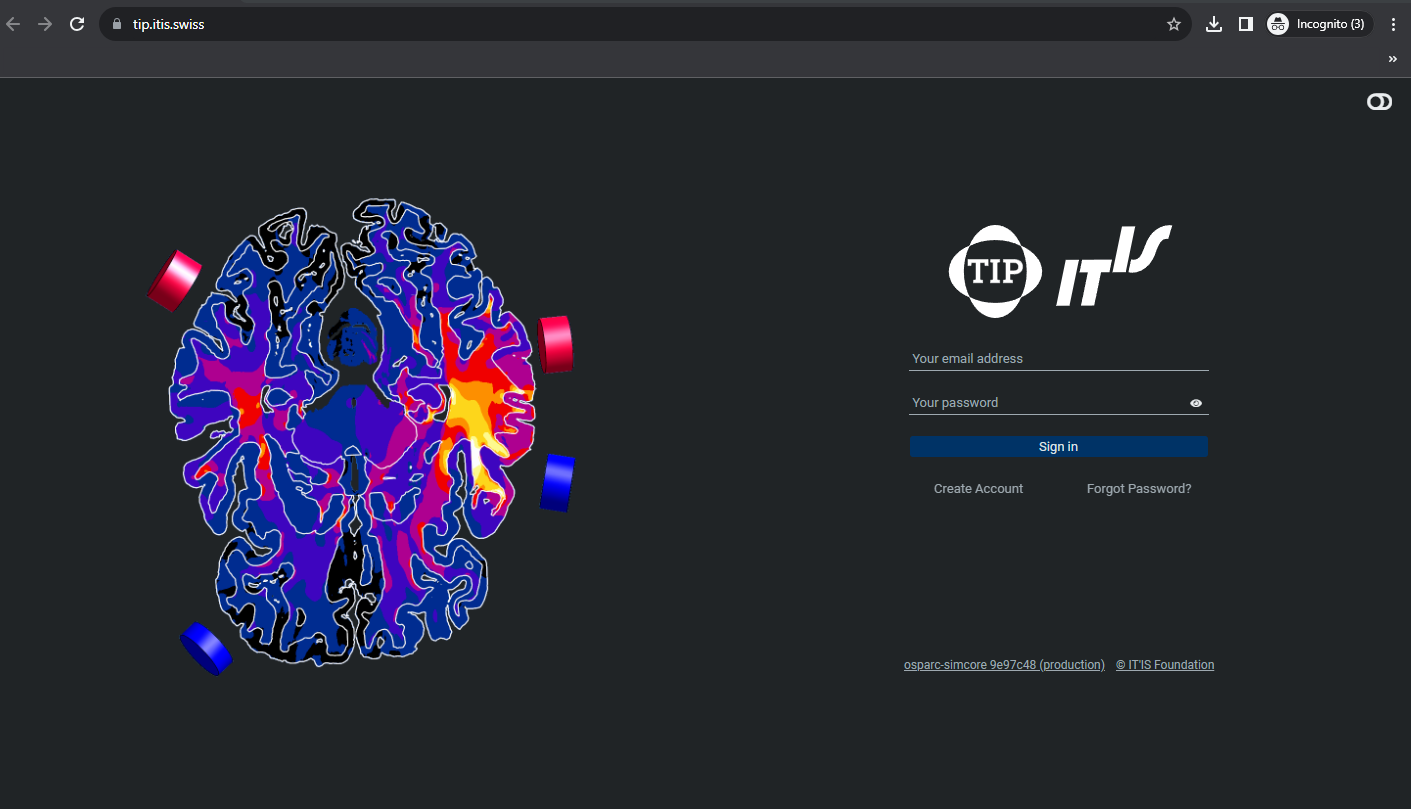 tip.itis.swiss
Incognito (3)
»
TIP IT'IS
Your email address
Your password
Sign in
Create Account Forgot Password?
osparc-simcore 9e97c48 (production) © IT'IS Foundation